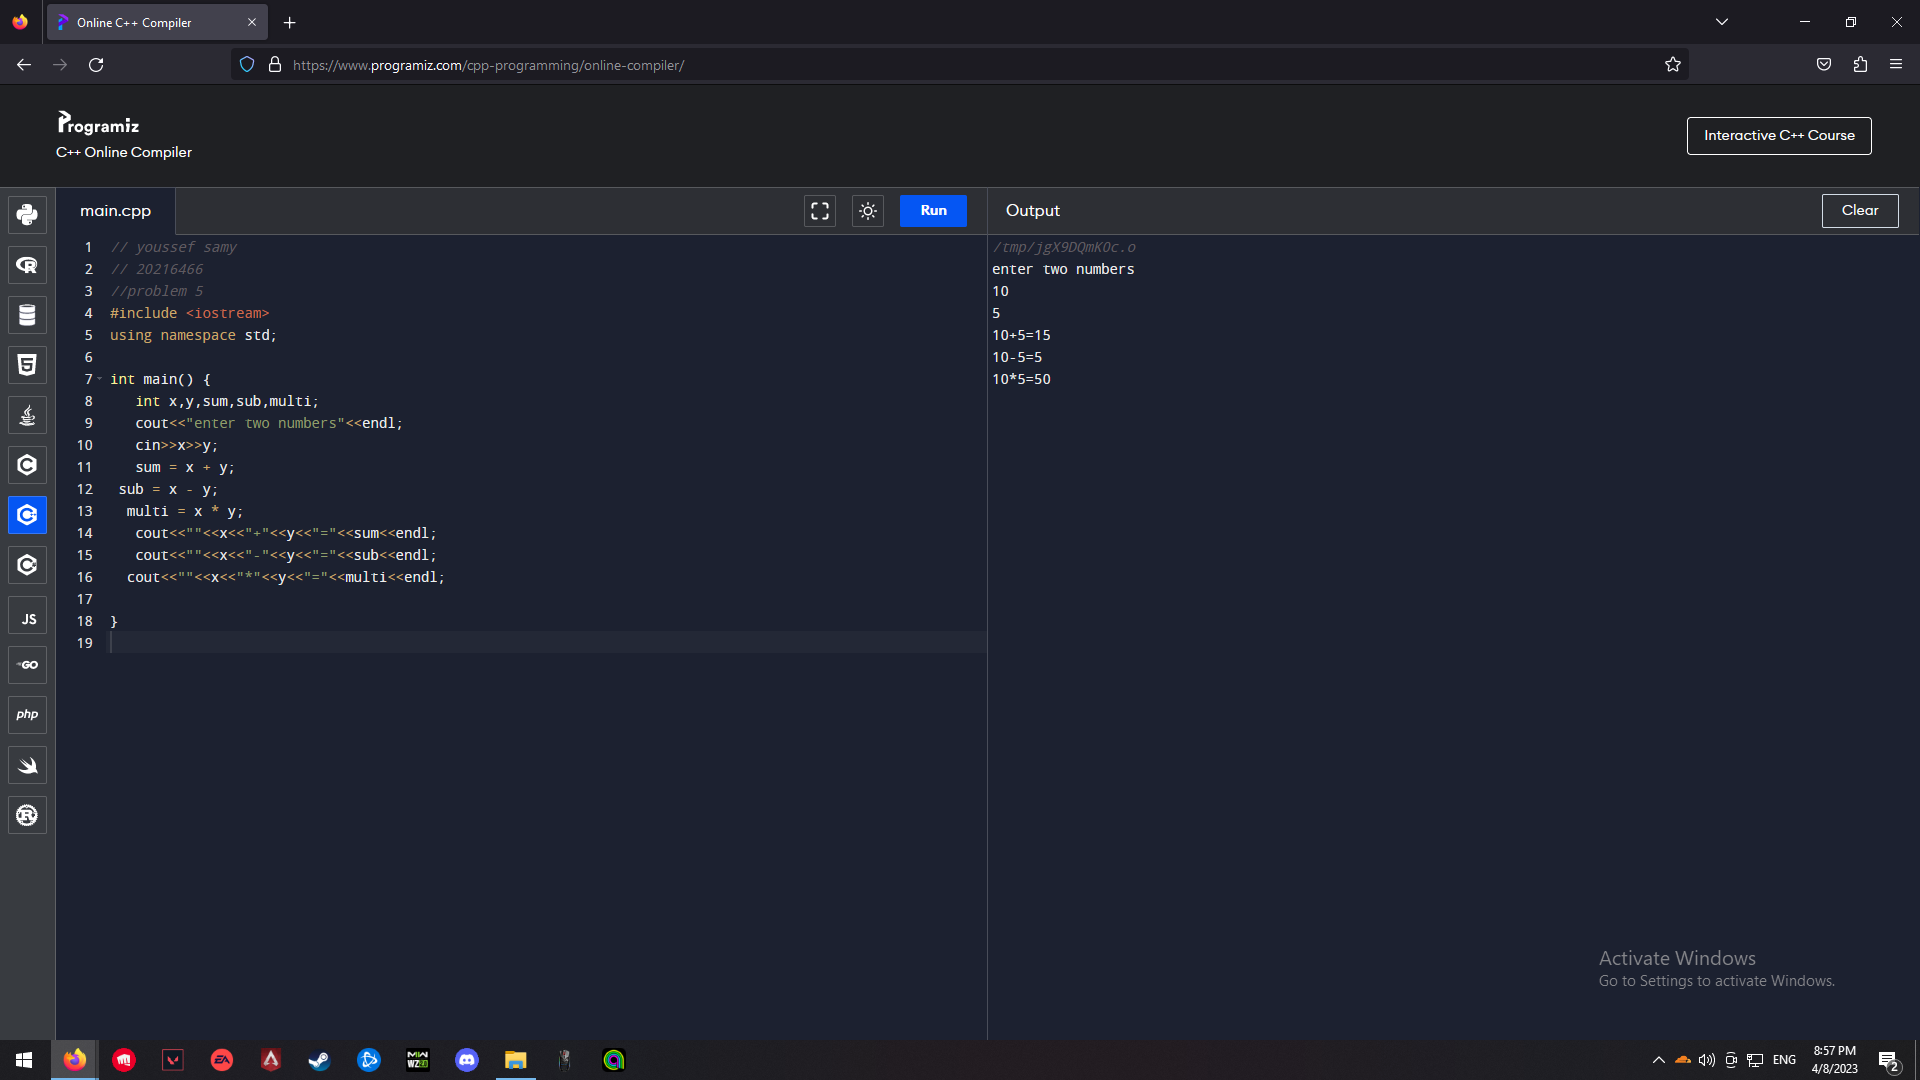 Online C++ Compiler
https://www.programiz.com/cpp-programming/online-compiler/
Programiz
C++ Online Compiler
Interactive C++ Course
main.cpp
Run
Output
Clear
1 // youssef samy
2 // 20216466
3 //problem 5
4 #include <iostream>
5 using namespace std;
6
7 int main() {
8 int x,y,sum,sub,multi;
9 cout<<"enter two numbers"<<endl;
10 cin>>x>>y;
11 sum = x + y;
12 sub = x - y;
13 multi = x * y;
14 cout<<""<<x<<"+"<<y<<"="<<sum<<endl;
15 cout<<""<<x<<"-"<<y<<"="<<sub<<endl;
16 cout<<""<<x<<"*"<<y<<"="<<multi<<endl;
17
18 }
19
/tmp/jgX9DQmKOc.o
enter two numbers
10
5
10+5=15
10-5=5
10*5=50
JS
GO
php
Activate Windows
Go to Settings to activate Windows.
EA
MW
WZ2.0
ENG
8:57 PM
4/8/2023
2